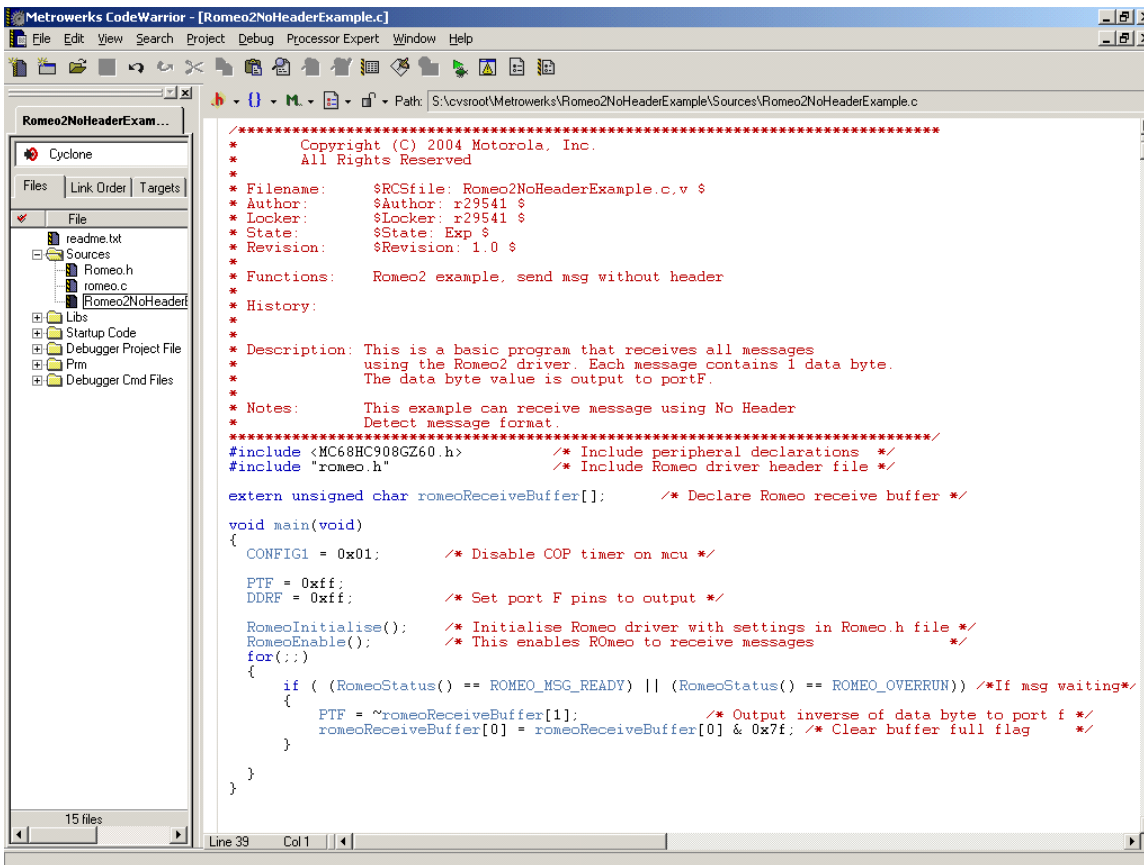 Metrowerks CodeWarrior - [Romeo2NoHeaderExample.c]
File Edit View Search Project Debug Processor Expert Window Help
Path: S:\cvsroot\Metrowerks\Romeo2NoHeaderExample\Sources\Romeo2NoHeaderExample.c
Romeo2NoHeaderExam...
Cyclone
Files Link Order Targets
File
readme.txt
Sources
Romeo.h
romeo.c
Romeo2NoHeaderE
Libs
Startup Code
Debugger Project File
Prm
Debugger Cmd Files
15 files
/******************************************************************************
* Copyright (C) 2004 Motorola, Inc.
* All Rights Reserved
*
* Filename: $RCSfile: Romeo2NoHeaderExample.c,v $
* Author: $Author: r29541 $
* Locker: $Locker: r29541 $
* State: $State: Exp $
* Revision: $Revision: 1.0 $
*
* Functions: Romeo2 example, send msg without header
*
* History:
*
*
* Description: This is a basic program that receives all messages
* using the Romeo2 driver. Each message contains 1 data byte.
* The data byte value is output to portF.
*
* Notes: This example can receive message using No Header
* Detect message format.
******************************************************************************/
#include <MC68HC908GZ60.h> /* Include peripheral declarations */
#include "romeo.h" /* Include Romeo driver header file */
extern unsigned char romeoReceiveBuffer[]; /* Declare Romeo receive buffer */
void main(void)
{
CONFIG1 = 0x01; /* Disable COP timer on mcu */
PTF = 0xff;
DDRF = 0xff; /* Set port F pins to output */
RomeoInitialise(); /* Initialise Romeo driver with settings in Romeo.h file */
RomeoEnable(); /* This enables ROmeo to receive messages */
for(;;)
{
if ( (RomeoStatus() == ROMEO_MSG_READY) || (RomeoStatus() == ROMEO_OVERRUN)) /*If msg waiting*/
{
PTF = ~romeoReceiveBuffer[1]; /* Output inverse of data byte to port f */
romeoReceiveBuffer[0] = romeoReceiveBuffer[0] & 0x7f; /* Clear buffer full flag */
}
}
}
Line 39 Col 1